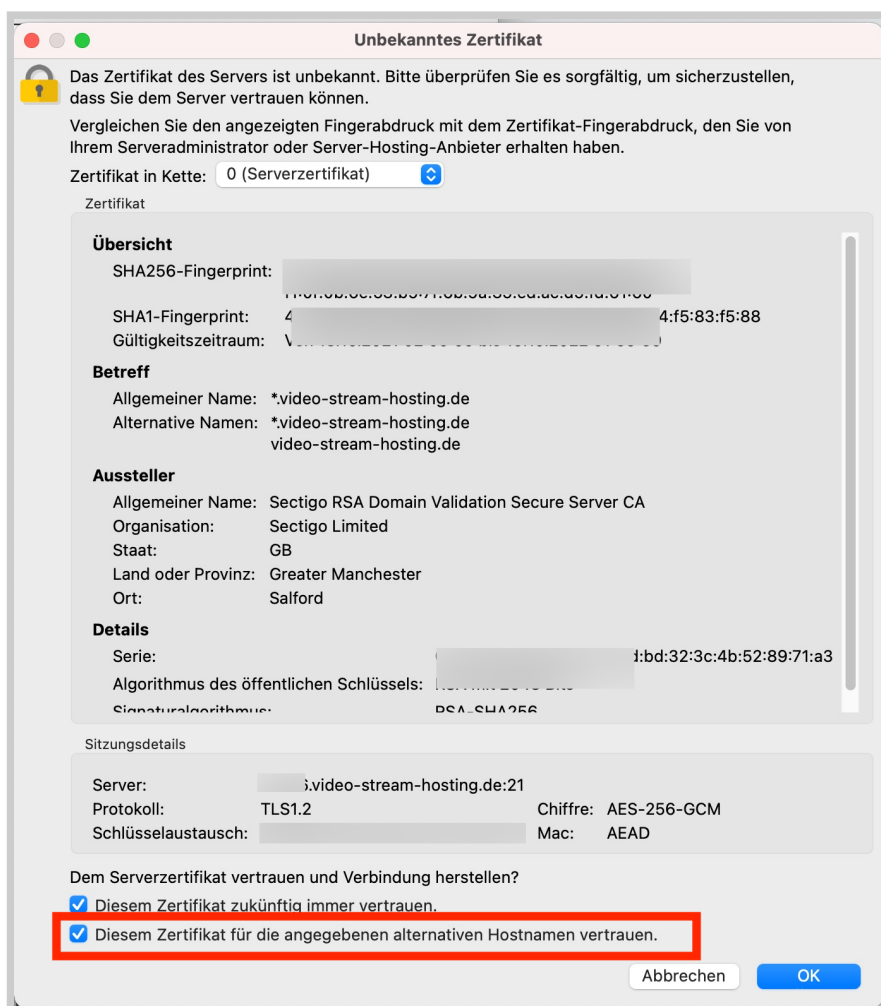 Unbekanntes Zertifikat
Das Zertifikat des Servers ist unbekannt. Bitte überprüfen Sie es sorgfältig, um sicherzustellen,
dass Sie dem Server vertrauen können.
Vergleichen Sie den angezeigten Fingerabdruck mit dem Zertifikat-Fingerabdruck, den Sie von
Ihrem Serveradministrator oder Server-Hosting-Anbieter erhalten haben.
Zertifikat in Kette: 0 (Serverzertifikat)
Zertifikat
Übersicht
SHA256-Fingerprint:
SHA1-Fingerprint: 4:f5:83:f5:88
Gültigkeitszeitraum:
Betreff
Allgemeiner Name: *.video-stream-hosting.de
Alternative Namen: *.video-stream-hosting.de
video-stream-hosting.de
Aussteller
Allgemeiner Name: Sectigo RSA Domain Validation Secure Server CA
Organisation: Sectigo Limited
Staat: GB
Land oder Provinz: Greater Manchester
Ort: Salford
Details
Serie: :bd:32:3c:4b:52:89:71:a3
Algorithmus des öffentlichen Schlüssels:
Signaturalgorithmus: RSA-SHA256
Sitzungsdetails
Server: .video-stream-hosting.de:21
Protokoll: TLS1.2 Chiffre: AES-256-GCM
Schlüsselaustausch: Mac: AEAD
Dem Serverzertifikat vertrauen und Verbindung herstellen?
Diesem Zertifikat zukünftig immer vertrauen.
Diesem Zertifikat für die angegebenen alternativen Hostnamen vertrauen.
Abbrechen OK